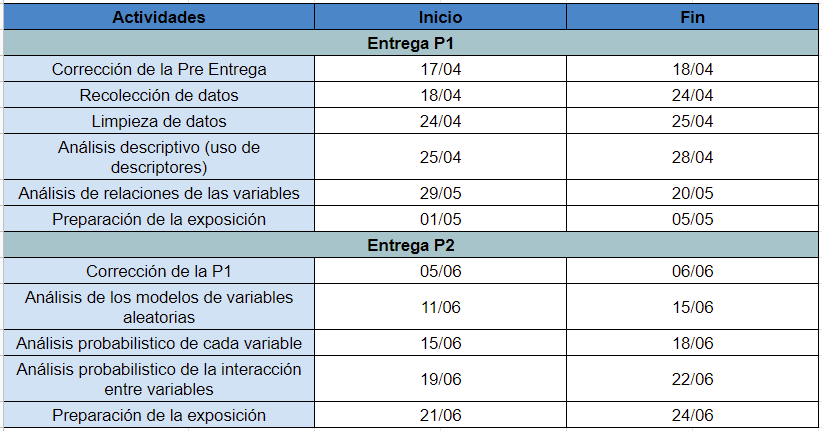 Actividades Inicio Fin
Entrega P1
Corrección de la Pre Entrega 17/04 18/04
Recolección de datos 18/04 24/04
Limpieza de datos 24/04 25/04
Análisis descriptivo (uso de
descriptores) 25/04 28/04
Análisis de relaciones de las variables 29/05 20/05
Preparación de la exposición 01/05 05/05
Entrega P2
Corrección de la P1 05/06 06/06
Análisis de los modelos de variables
aleatorias 11/06 15/06
Análisis probabilistico de cada variable 15/06 18/06
Análisis probabilistico de la interacción
entre variables 19/06 22/06
Preparación de la exposición 21/06 24/06